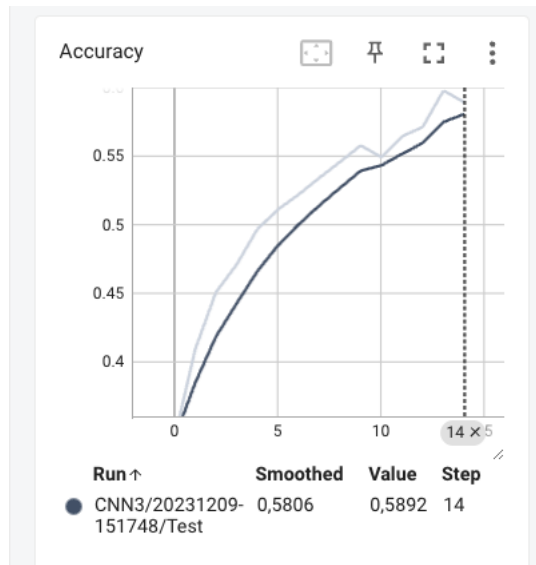 Accuracy
0.55
0.5
0.45
0.4
0 5 10 14 × 5
Run↑ Smoothed Value Step
CNN3/20231209- 0,5806 0,5892 14
151748/Test